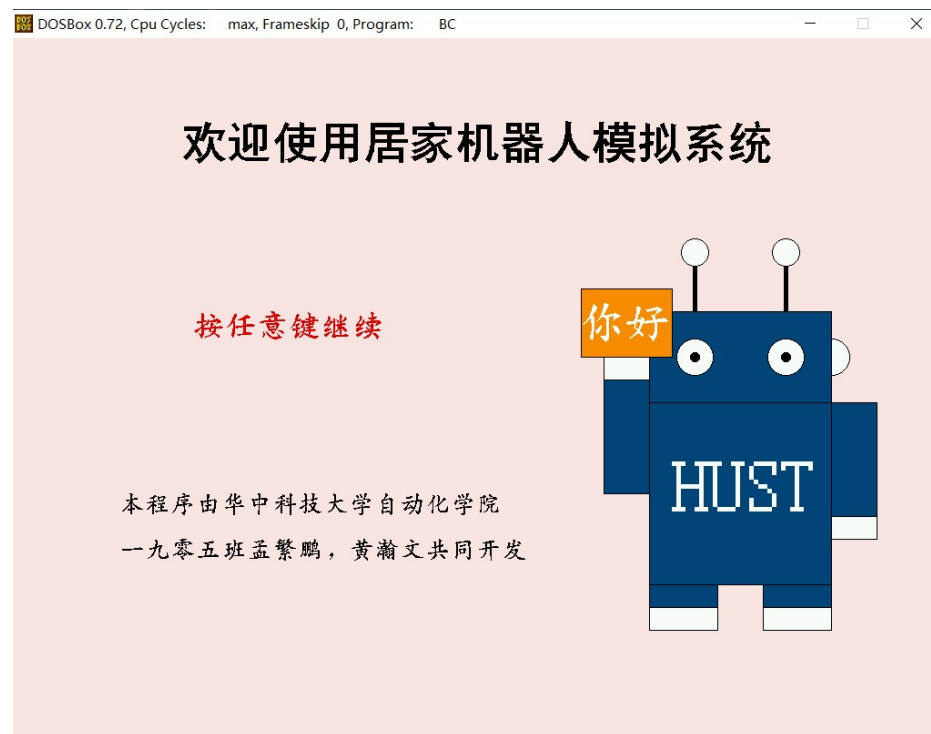 DOSBox 0.72, Cpu Cycles: max, Frameskip 0, Program: BC
欢迎使用居家机器人模拟系统
按任意键继续
你好
HUST
本程序由华中科技大学自动化学院
一九零五班孟繁鹏，黄瀚文共同开发